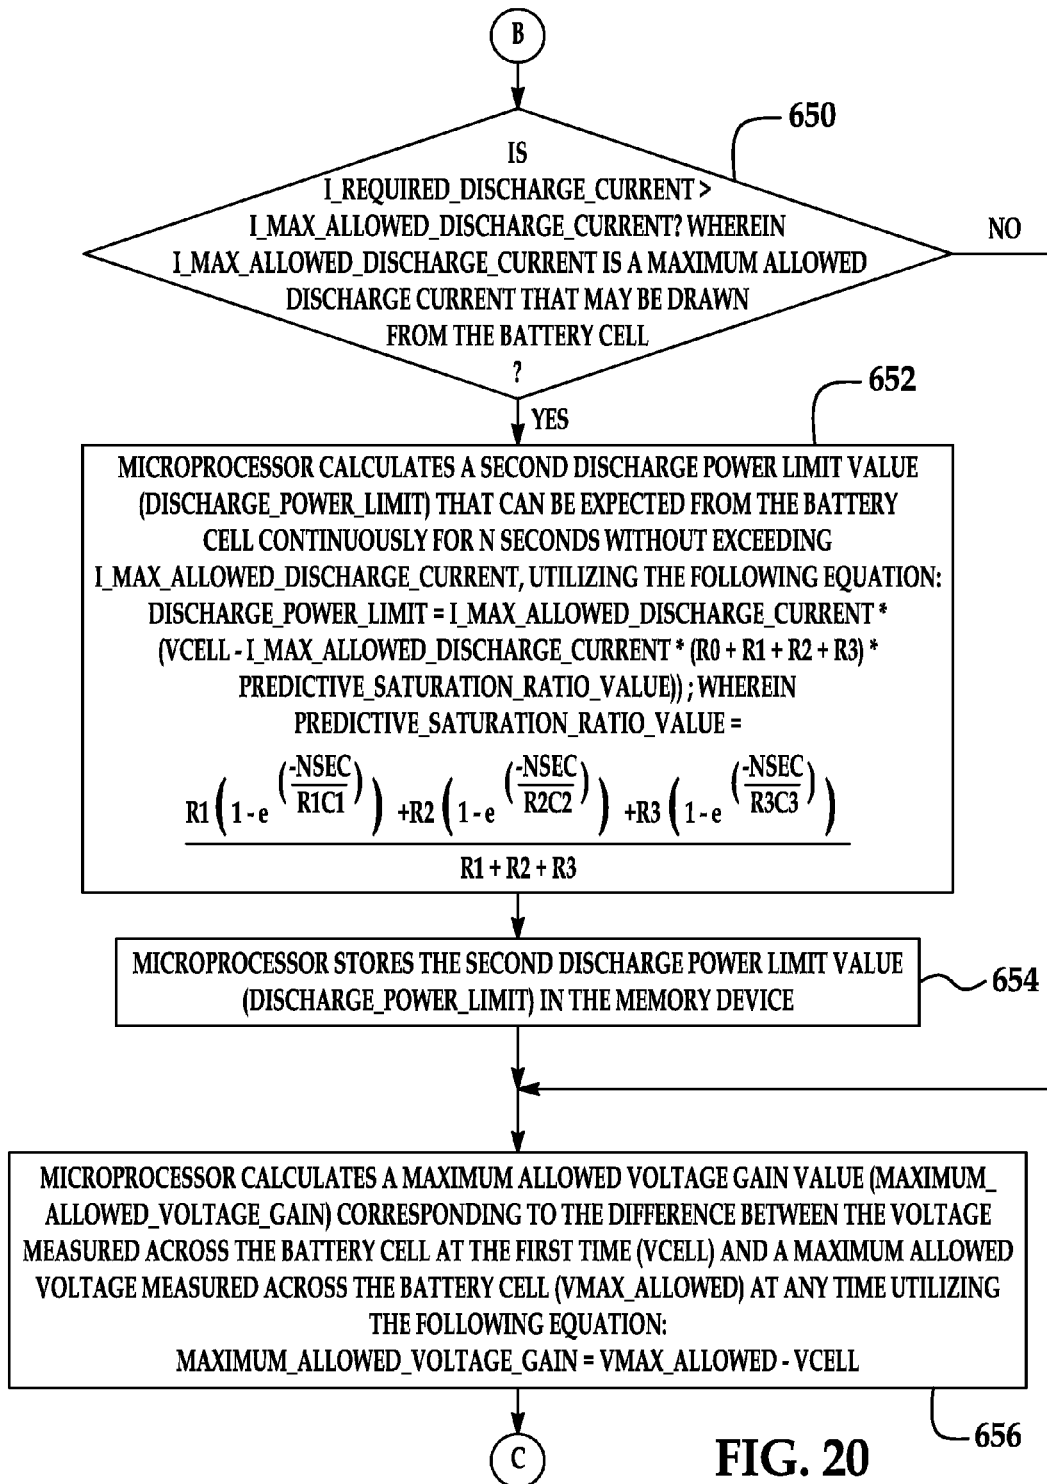 B
650
IS
I_REQUIRED_DISCHARGE_CURRENT >
I_MAX_ALLOWED_DISCHARGE_CURRENT? WHEREIN
I_MAX_ALLOWED_DISCHARGE_CURRENT IS A MAXIMUM ALLOWED
DISCHARGE CURRENT THAT MAY BE DRAWN
FROM THE BATTERY CELL
?
NO
YES
652
MICROPROCESSOR CALCULATES A SECOND DISCHARGE POWER LIMIT VALUE
(DISCHARGE_POWER_LIMIT) THAT CAN BE EXPECTED FROM THE BATTERY
CELL CONTINUOUSLY FOR N SECONDS WITHOUT EXCEEDING
I_MAX_ALLOWED_DISCHARGE_CURRENT, UTILIZING THE FOLLOWING EQUATION:
DISCHARGE_POWER_LIMIT = I_MAX_ALLOWED_DISCHARGE_CURRENT *
(VCELL - I_MAX_ALLOWED_DISCHARGE_CURRENT * (R0 + R1 + R2 + R3) *
PREDICTIVE_SATURATION_RATIO_VALUE)) ; WHEREIN
PREDICTIVE_SATURATION_RATIO_VALUE =
R1 ( 1 - e ( -NSEC / R1C1 ) ) +R2 ( 1 - e ( -NSEC / R2C2 ) ) +R3 ( 1 - e ( -NSEC / R3C3 ) )
R1 + R2 + R3
MICROPROCESSOR STORES THE SECOND DISCHARGE POWER LIMIT VALUE
(DISCHARGE_POWER_LIMIT) IN THE MEMORY DEVICE
654
MICROPROCESSOR CALCULATES A MAXIMUM ALLOWED VOLTAGE GAIN VALUE (MAXIMUM_
ALLOWED_VOLTAGE_GAIN) CORRESPONDING TO THE DIFFERENCE BETWEEN THE VOLTAGE
MEASURED ACROSS THE BATTERY CELL AT THE FIRST TIME (VCELL) AND A MAXIMUM ALLOWED
VOLTAGE MEASURED ACROSS THE BATTERY CELL (VMAX_ALLOWED) AT ANY TIME UTILIZING
THE FOLLOWING EQUATION:
MAXIMUM_ALLOWED_VOLTAGE_GAIN = VMAX_ALLOWED - VCELL
656
C
FIG. 20